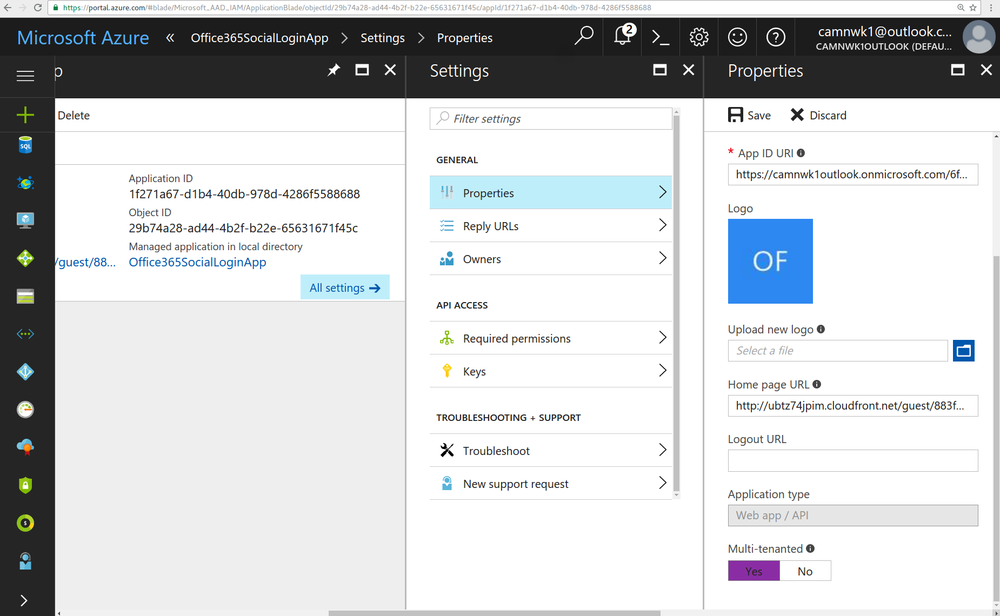 https://portal.azure.com/#blade/Microsoft_AAD_IAM/ApplicationBlade/objectId/29b74a28-ad44-4b2f-b22e-65631671f45c/appId/1f271a67-d1b4-40db-978d-4286f5588688
Microsoft Azure « Office365SocialLoginApp > Settings > Properties
2
camnwk1@outlook.c...
CAMNWK1OUTLOOK (DEFAU...
p
Delete
SQL
Application ID
1f271a67-d1b4-40db-978d-4286f5588688
Object ID
29b74a28-ad44-4b2f-b22e-65631671f45c
Managed application in local directory
/guest/88... Office365SocialLoginApp
All settings
$
Settings
Filter settings
GENERAL
Properties
Reply URLs
Owners
API ACCESS
Required permissions
Keys
TROUBLESHOOTING + SUPPORT
Troubleshoot
New support request
Properties
Save Discard
* App ID URI
https://camnwk1outlook.onmicrosoft.com/6f...
Logo
OF
Upload new logo
Select a file
Home page URL
http://ubtz74jpim.cloudfront.net/guest/883f...
Logout URL
Application type
Web app / API
Multi-tenanted
Yes No